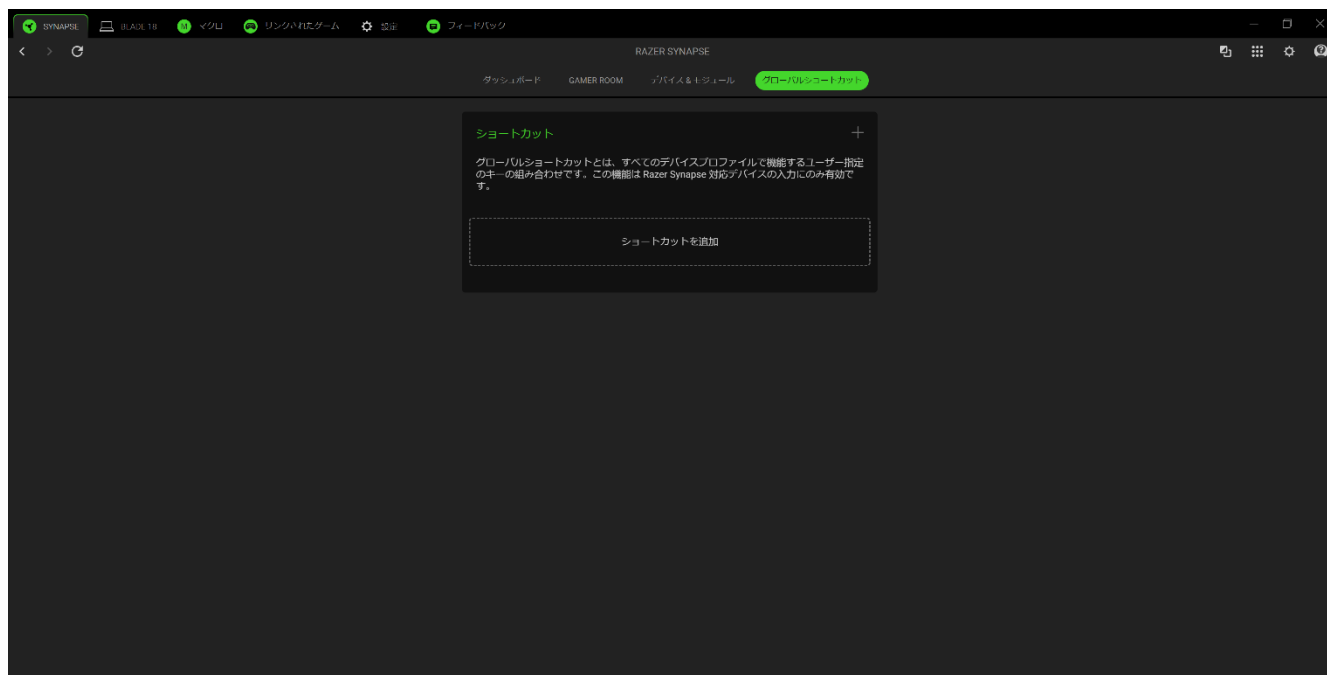 SYNAPSE BLADE 18 マクロ リンクされたゲーム 設定 フィードバック
RAZER SYNAPSE
ダッシュボード GAMER ROOM デバイス & モジュール グローバルショートカット
ショートカット
グローバルショートカットとは、すべてのデバイスプロファイルで機能するユーザー指定
のキーの組み合わせです。この機能は Razer Synapse 対応デバイスの入力にのみ有効で
す。
ショートカットを追加